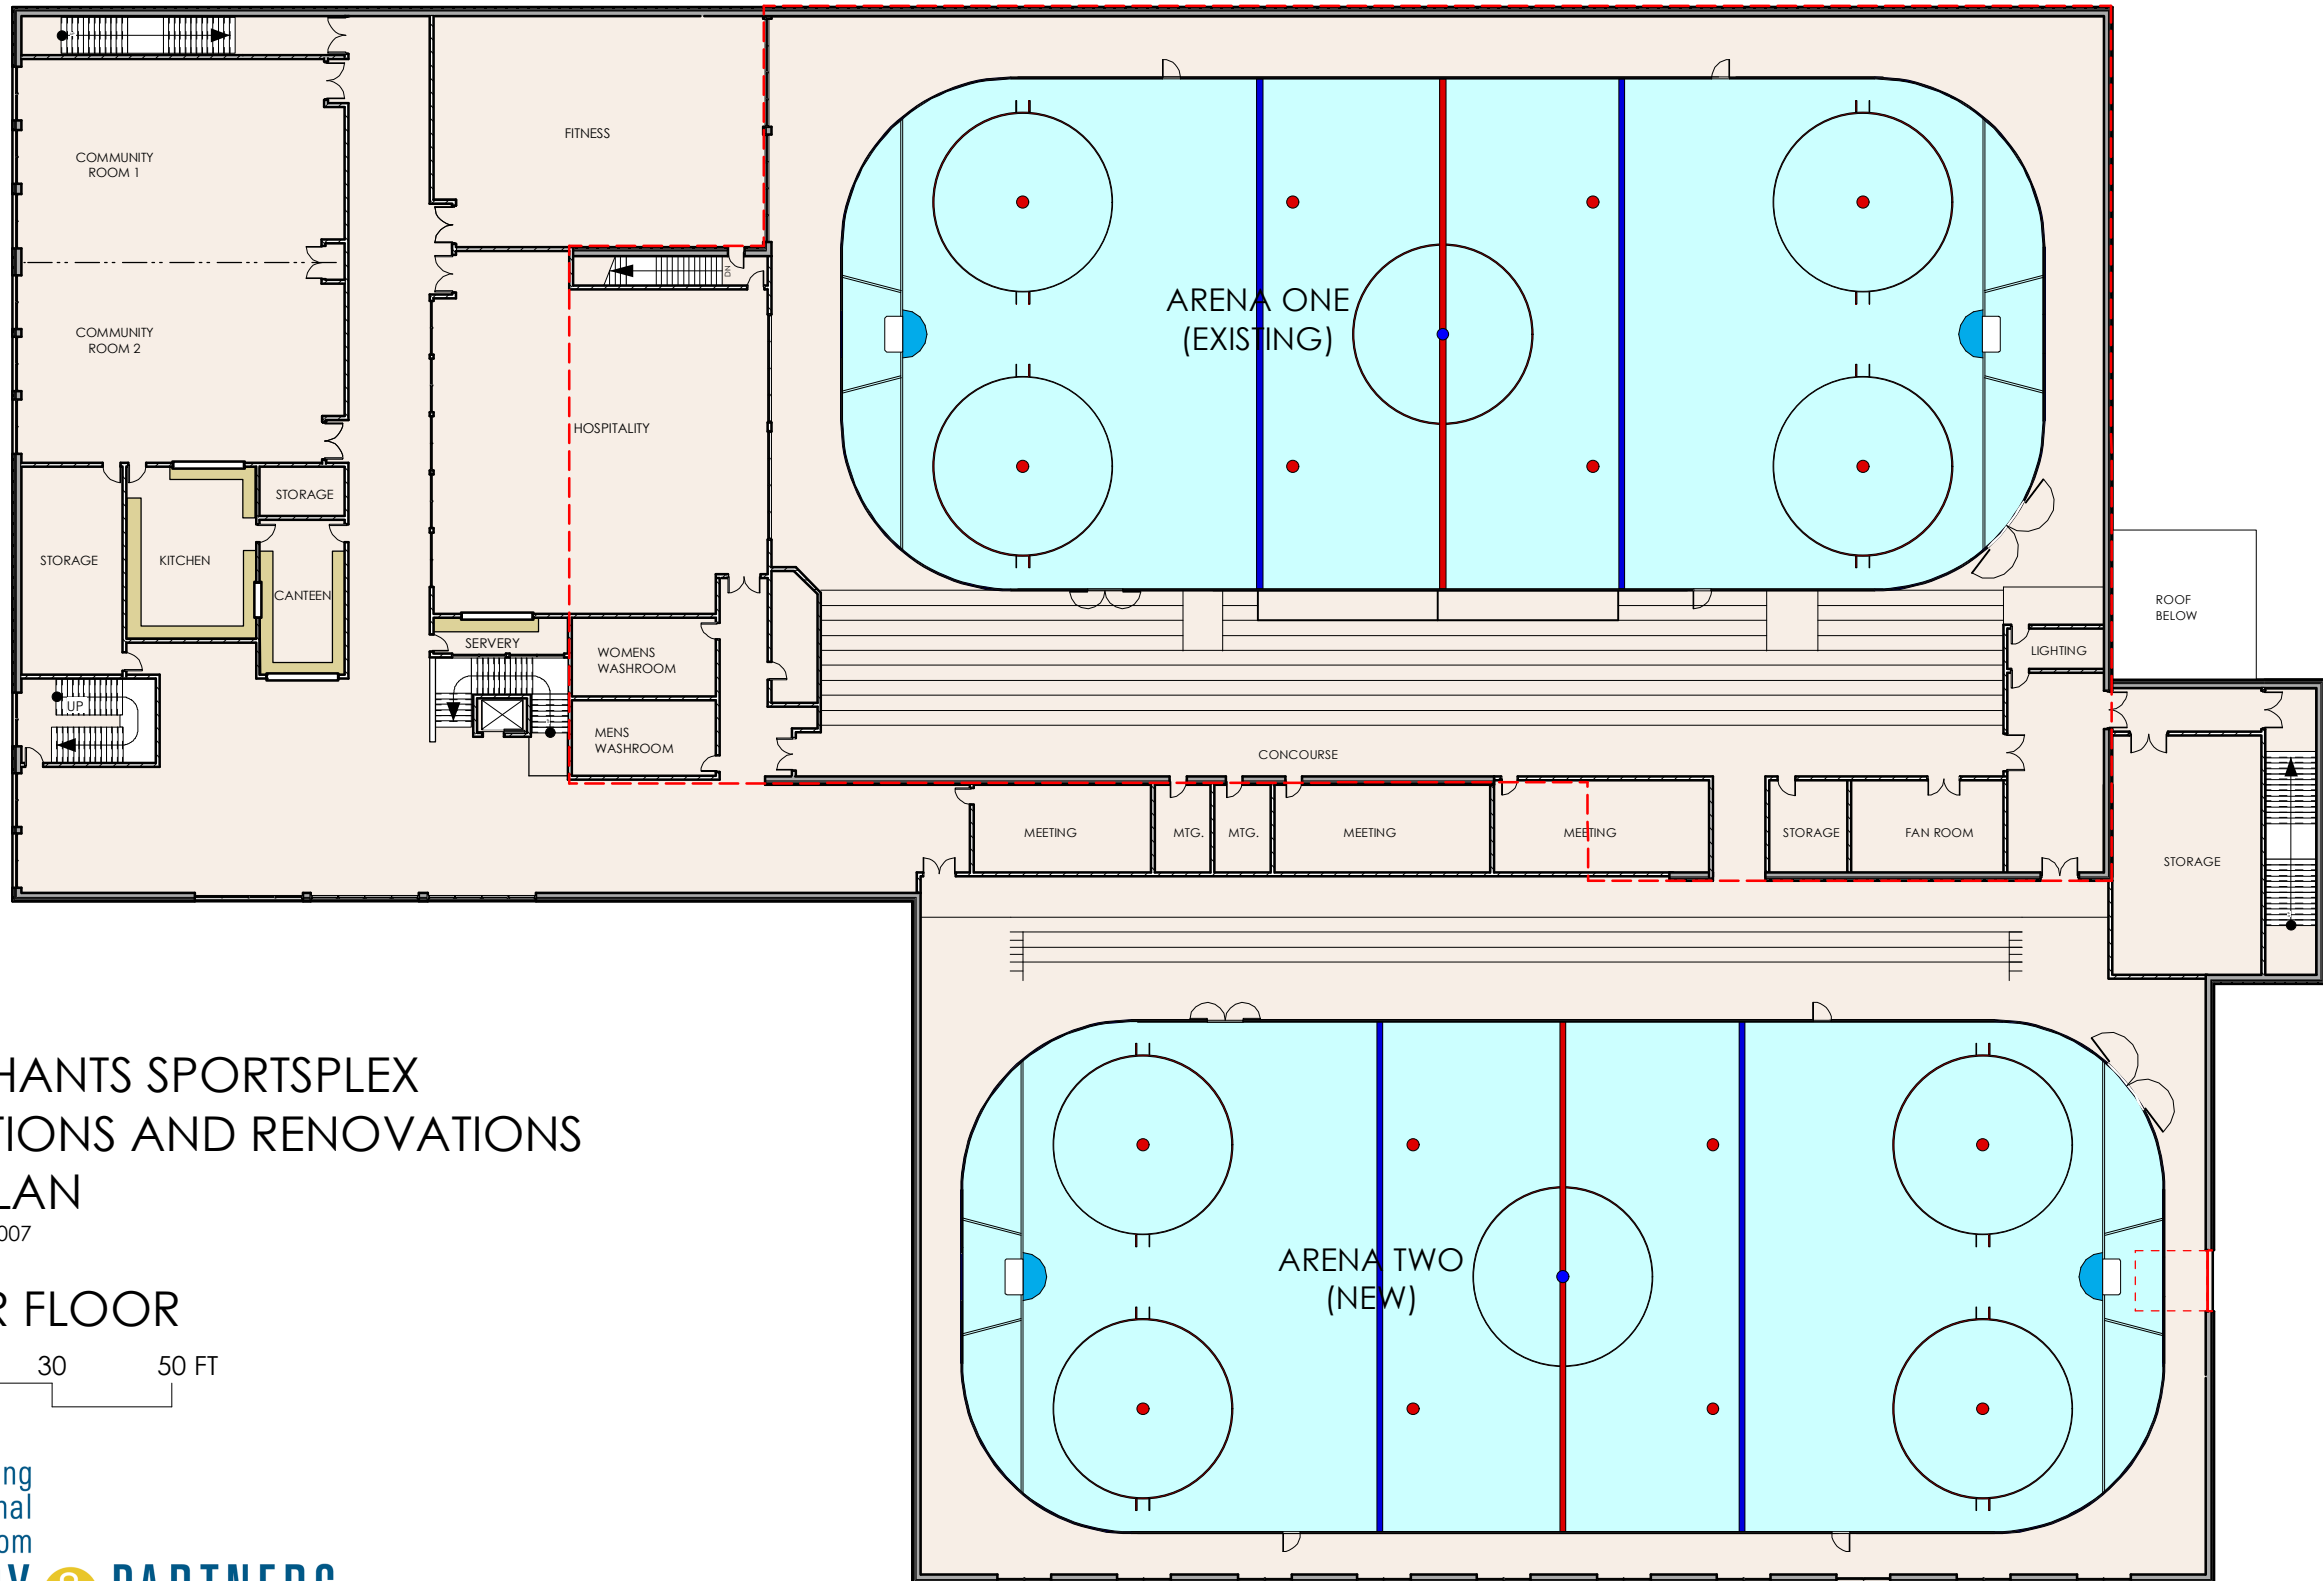 FITNESS
COMMUNITY
ROOM 1
COMMUNITY
ROOM 2
DN
ARENA ONE
(EXISTING)
HOSPITALITY
STORAGE
STORAGE
KITCHEN
CANTEEN
SERVERY
WOMENS
WASHROOM
MENS
WASHROOM
UP
ROOF
BELOW
LIGHTING
CONCOURSE
MEETING
MTG.
MTG.
MEETING
MEETING
STORAGE
FAN ROOM
STORAGE
ARENA TWO
(NEW)
HANTS SPORTSPLEX
TIONS AND RENOVATIONS
LAN
007
R FLOOR
30 50 FT
ng
nal
om
Y & PARTNERS